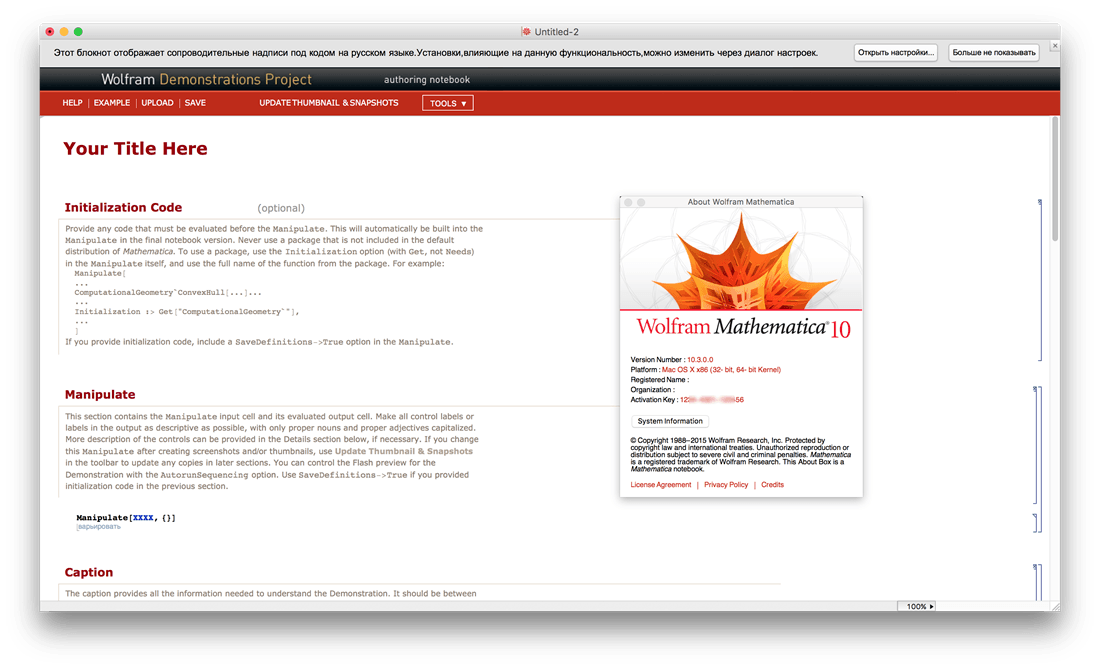 Untitled-2
Этот блокнот отображает сопроводительные надписи под кодом на русском языке.Установки,влияющие на данную функциональность,можно изменить через диалог настроек.
Открыть настройки...
Больше не показывать
Wolfram Demonstrations Project
authoring notebook
HELP | EXAMPLE | UPLOAD | SAVE
UPDATE THUMBNAIL & SNAPSHOTS
TOOLS ▼
Your Title Here
Initialization Code (optional)
Provide any code that must be evaluated before the Manipulate. This will automatically be built into the
Manipulate in the final notebook version. Never use a package that is not included in the default
distribution of Mathematica. To use a package, use the Initialization option (with Get, not Needs)
in the Manipulate itself, and use the full name of the function from the package. For example:
Manipulate[
...
ComputationalGeometry`ConvexHull[...]...
...
Initialization :> Get["ComputationalGeometry`"],
...
]
If you provide initialization code, include a SaveDefinitions->True option in the Manipulate.
Manipulate
This section contains the Manipulate input cell and its evaluated output cell. Make all control labels or
labels in the output as descriptive as possible, with only proper nouns and proper adjectives capitalized.
More description of the controls can be provided in the Details section below, if necessary. If you change
this Manipulate after creating screenshots and/or thumbnails, use Update Thumbnail & Snapshots
in the toolbar to update any copies in later sections. You can control the Flash preview for the
Demonstration with the AutorunSequencing option. Use SaveDefinitions->True if you provided
initialization code in the previous section.
Manipulate[XXXX, {}]
варьировать
Caption
The caption provides all the information needed to understand the Demonstration. It should be between
About Wolfram Mathematica
Wolfram Mathematica® 10
Version Number : 10.3.0.0
Platform : Mac OS X x86 (32- bit, 64- bit Kernel)
Registered Name :
Organization :
Activation Key : 12 56
System Information
© Copyright 1988–2015 Wolfram Research, Inc. Protected by
copyright law and international treaties. Unauthorized reproduction or
distribution subject to severe civil and criminal penalties. Mathematica
is a registered trademark of Wolfram Research. This About Box is a
Mathematica notebook.
License Agreement | Privacy Policy | Credits
100% ▸